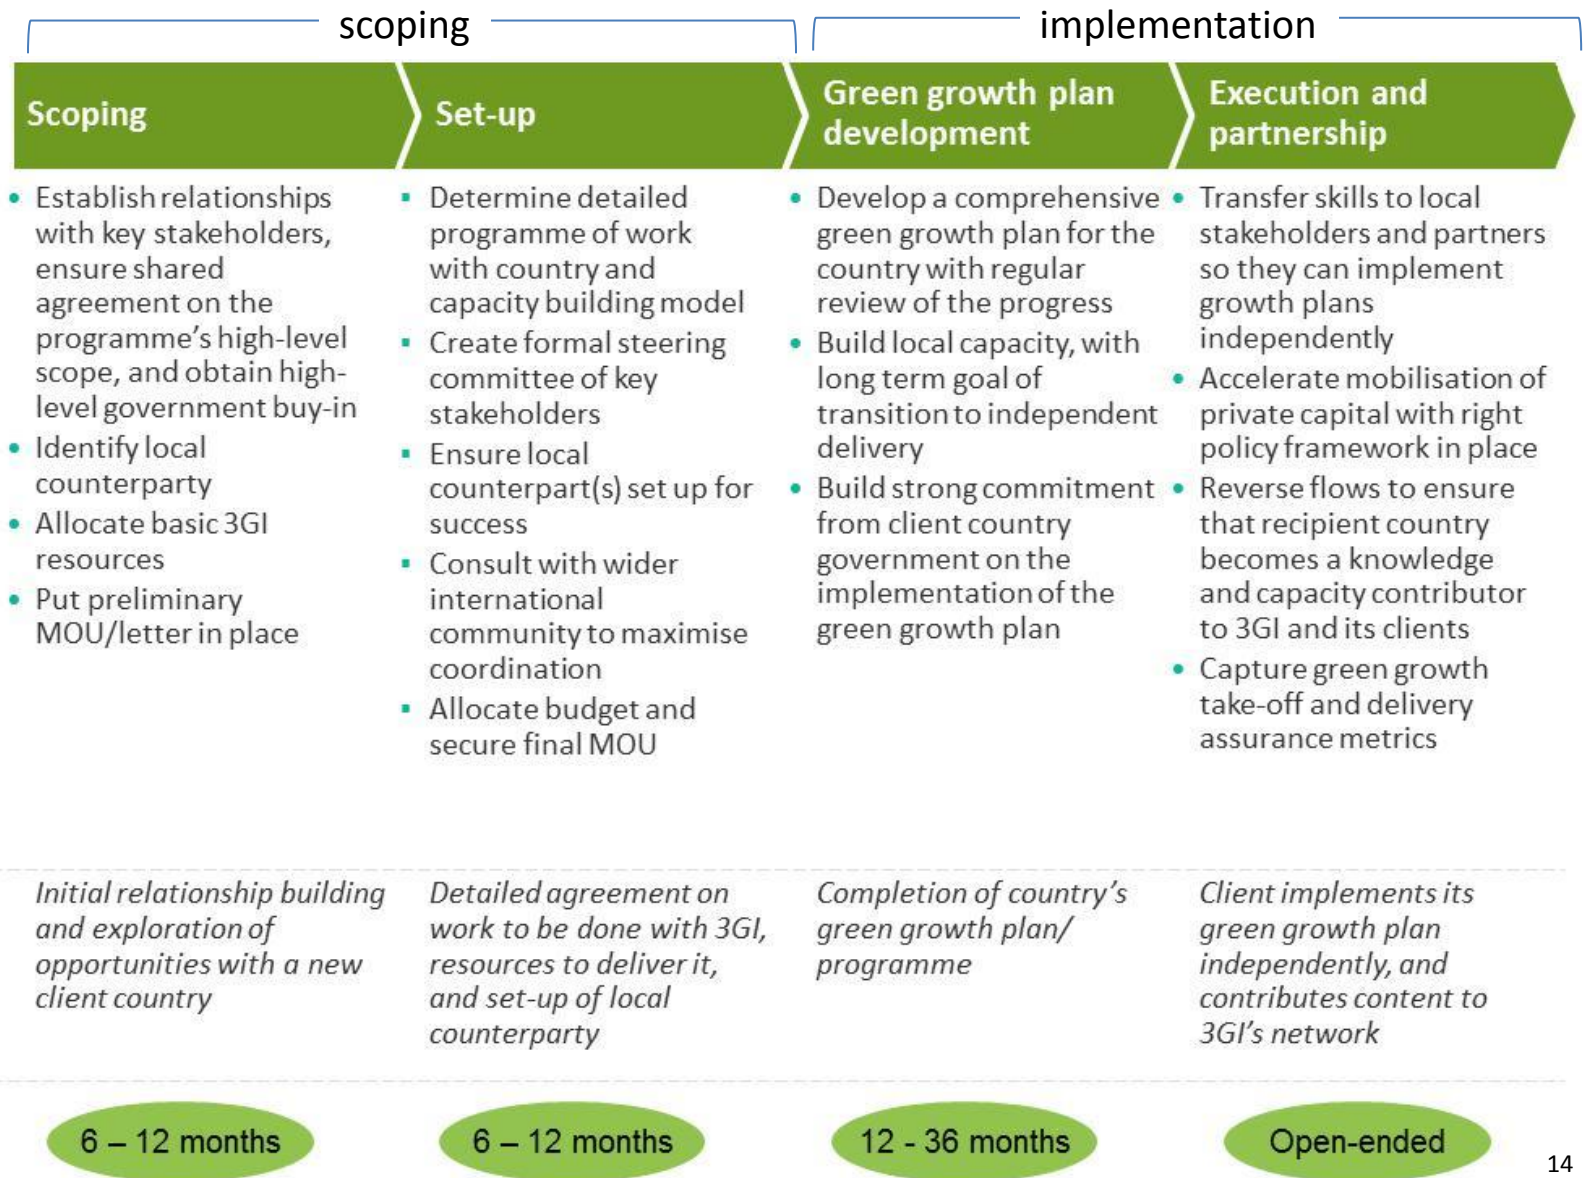 scoping
implementation
Scoping
Set-up
Green growth plan
development
Execution and
partnership
• Establish relationships
with key stakeholders,
ensure shared
agreement on the
programme’s high-level
scope, and obtain high-
level government buy-in
• Identify local
counterparty
• Allocate basic 3GI
resources
• Put preliminary
MOU/letter in place
▪ Determine detailed
programme of work
with country and
capacity building model
▪ Create formal steering
committee of key
stakeholders
▪ Ensure local
counterpart(s) set up for
success
▪ Consult with wider
international
community to maximise
coordination
▪ Allocate budget and
secure final MOU
• Develop a comprehensive
green growth plan for the
country with regular
review of the progress
• Build local capacity, with
long term goal of
transition to independent
delivery
• Build strong commitment
from client country
government on the
implementation of the
green growth plan
• Transfer skills to local
stakeholders and partners
so they can implement
growth plans
independently
• Accelerate mobilisation of
private capital with right
policy framework in place
• Reverse flows to ensure
that recipient country
becomes a knowledge
and capacity contributor
to 3GI and its clients
• Capture green growth
take-off and delivery
assurance metrics
Initial relationship building
and exploration of
opportunities with a new
client country
Detailed agreement on
work to be done with 3GI,
resources to deliver it,
and set-up of local
counterparty
Completion of country’s
green growth plan/
programme
Client implements its
green growth plan
independently, and
contributes content to
3GI’s network
6 – 12 months
6 – 12 months
12 - 36 months
Open-ended
14